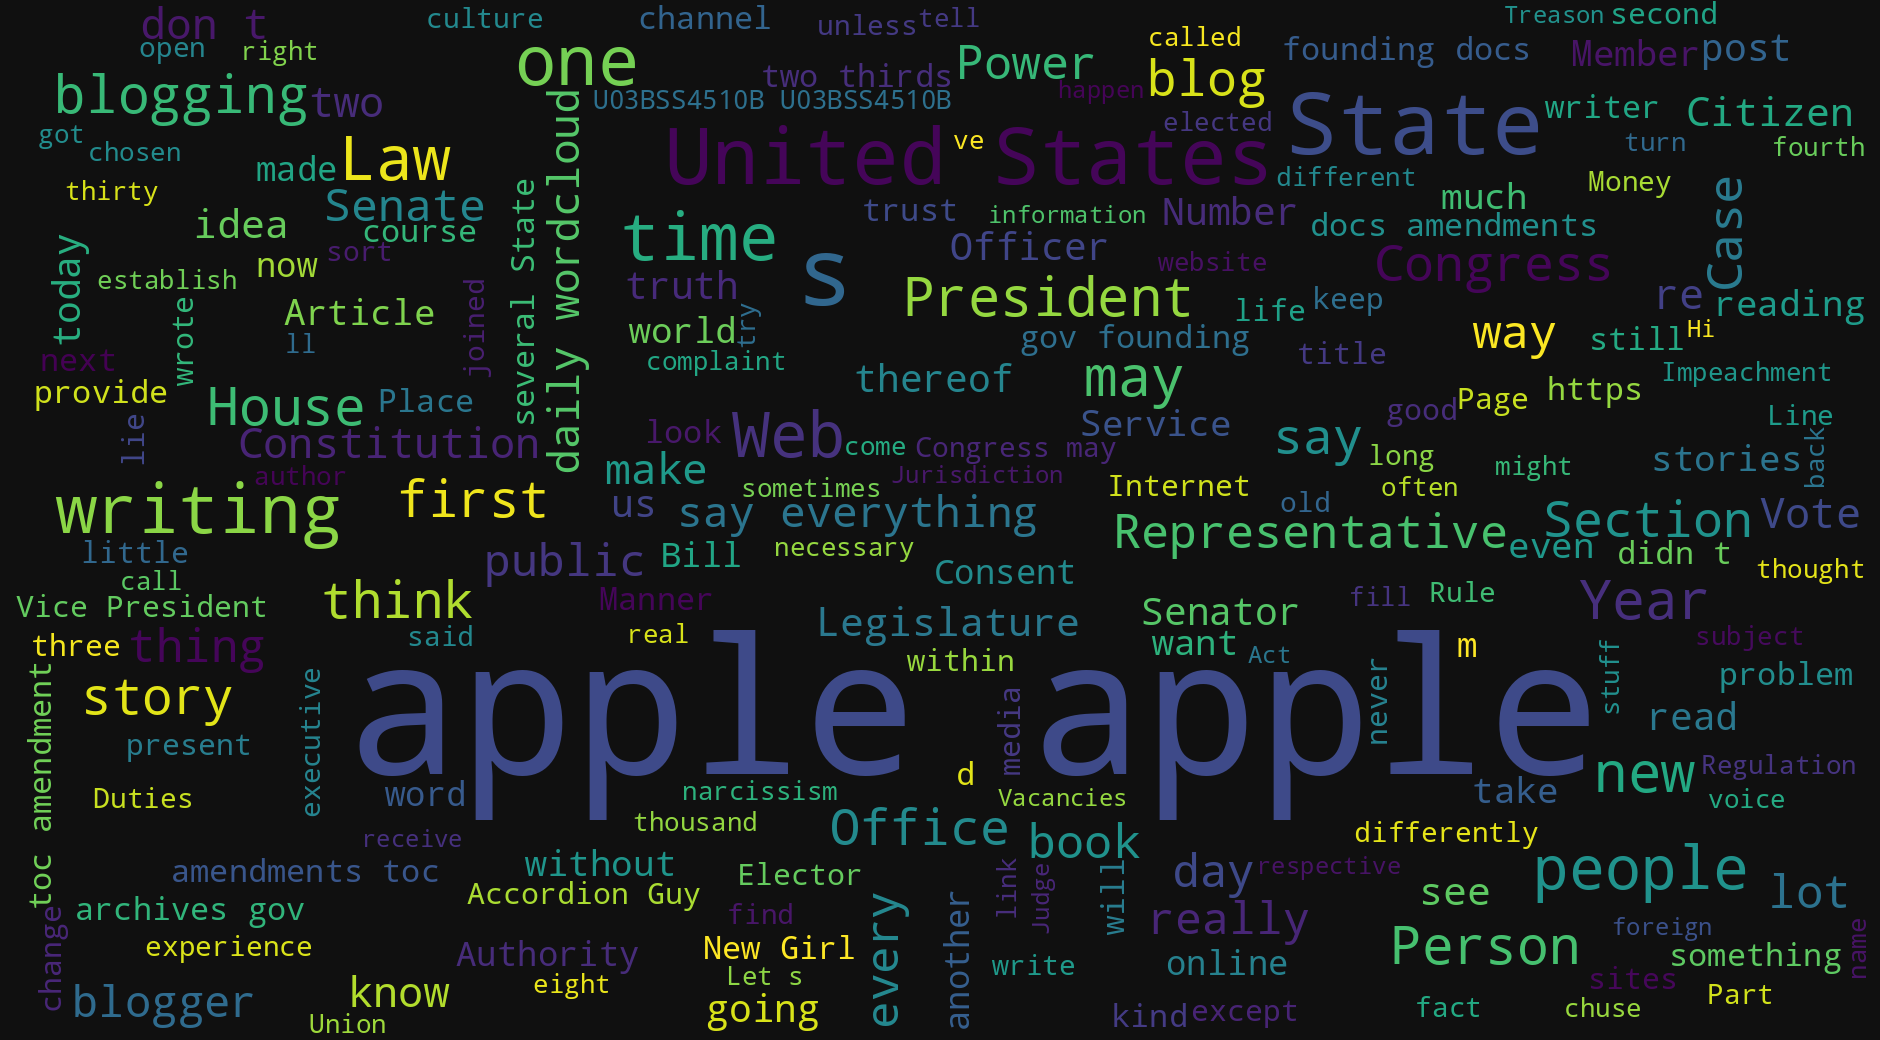 don t
culture
channel
unless
tell
Treason
second
open
right
one
two thirds
Power
called
founding docs
Member
post
blogging
two
U03BSS4510B U03BSS4510B
happen
blog
State
writer
Citizen
got
chosen
made
Law
daily wordcloud
United States
ve
elected
turn
fourth
thirty
Senate
several State
trust
information
Number
different
Money
much
Case
idea
course
time
s
Officer
docs amendments
today
establish
now
sort
truth
website
Congress
wrote
Article
joined
world
try
President
life
keep
re
reading
next
ll
complaint
gov founding
title
way
still
Hi
provide
House
Place
thereof
may
good
Page
https
Impeachment
lie
Constitution
look
Web
come
Congress may
Service
say
Line
author
make
sometimes
Jurisdiction
long
might
stories
back
writing
first
us
say everything
Internet
often
old
little
public
Bill
necessary
Representative
even
Section
Vote
call
Consent
didn t
thought
Vice President
think
Manner
Legislature
Senator
fill
Rule
Year
three
thing
said
real
within
want
Act
m
subject
toc amendment
story
executive
apple apple
never
stuff
problem
present
media
read
Duties
word
narcissism
d
Vacancies
take
new
Regulation
voice
receive
thousand
Office
book
differently
amendments toc
without
Elector
link
Judge
will
day
respective
see
people
lot
archives gov
Accordion Guy
find
every
another
really
foreign
name
change
experience
Authority
New Girl
write
online
Person
something
blogger
know
eight
Let s
sites
Union
going
kind
except
fact
chuse
Part